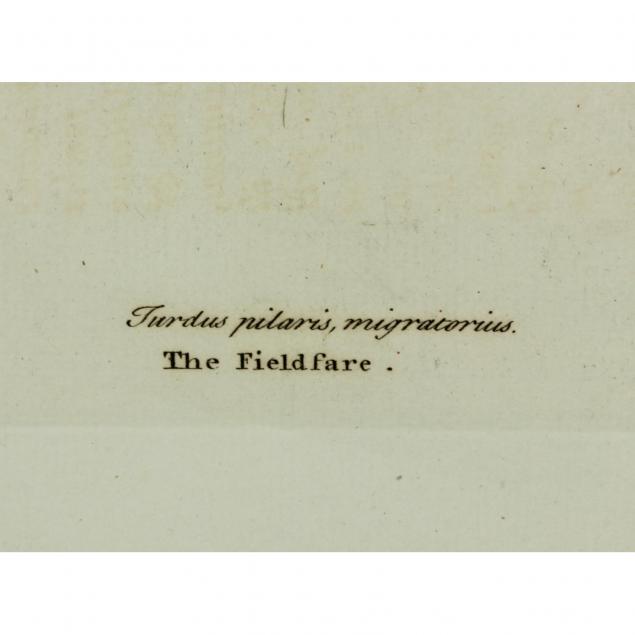 Turdus pilaris, migratorius.
The Fieldfare .